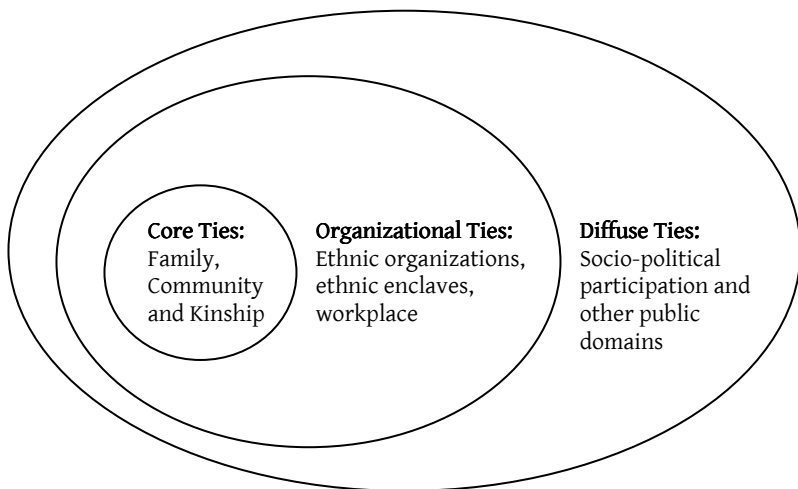 Core Ties:
Family,
Community
and Kinship
Organizational Ties:
Ethnic organizations,
ethnic enclaves,
workplace
Diffuse Ties:
Socio-political
participation and
other public
domains